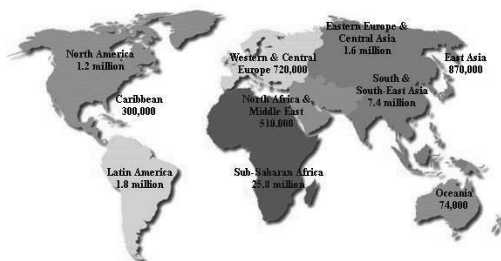 North America
1.2 million
Caribbean
300,000
Latin America
1.8 million
Western & Central
Europe 720,000
North Africa &
Middle East
510,000
Sub-Saharan Africa
25.8 million
Eastern Europe &
Central Asia
1.6 million
East Asia
870,000
South &
South-East Asia
7.4 million
Oceania
74,000